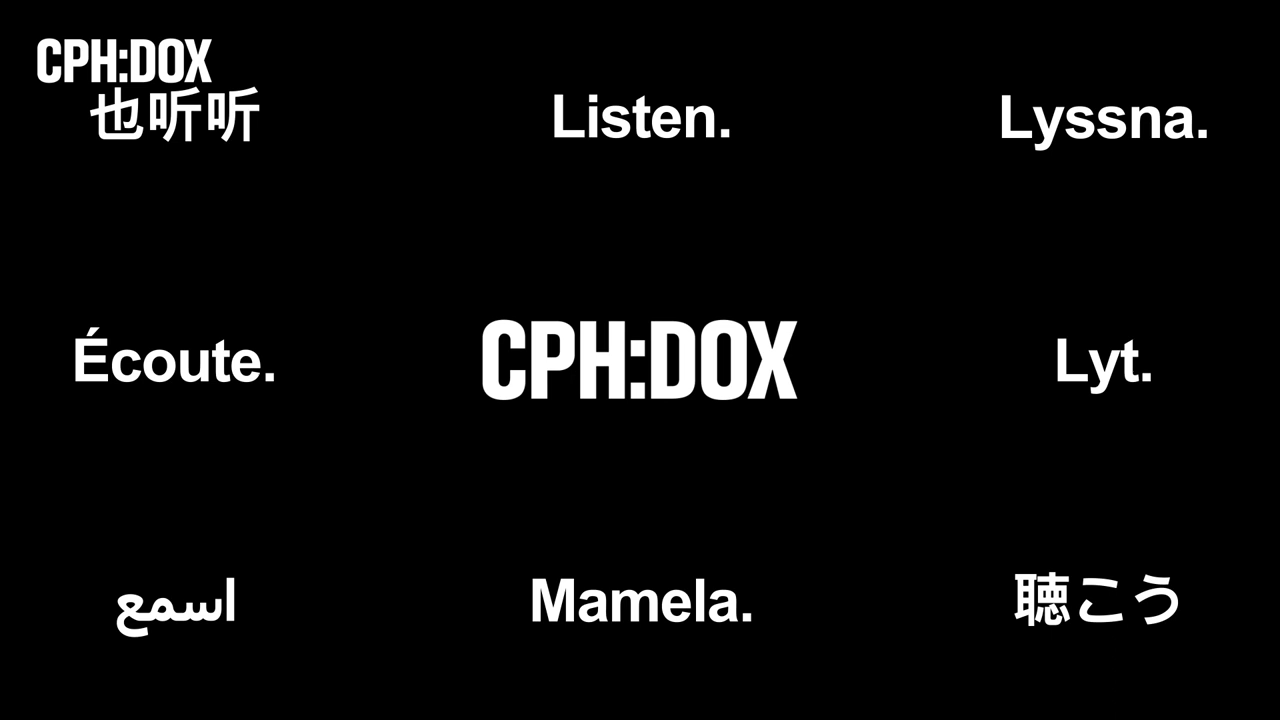 CPH:DOX
也听听
Listen.
Lyssna.
Écoute.
CPH:DOX
Lyt.
اسمع
Mamela.
聴こう